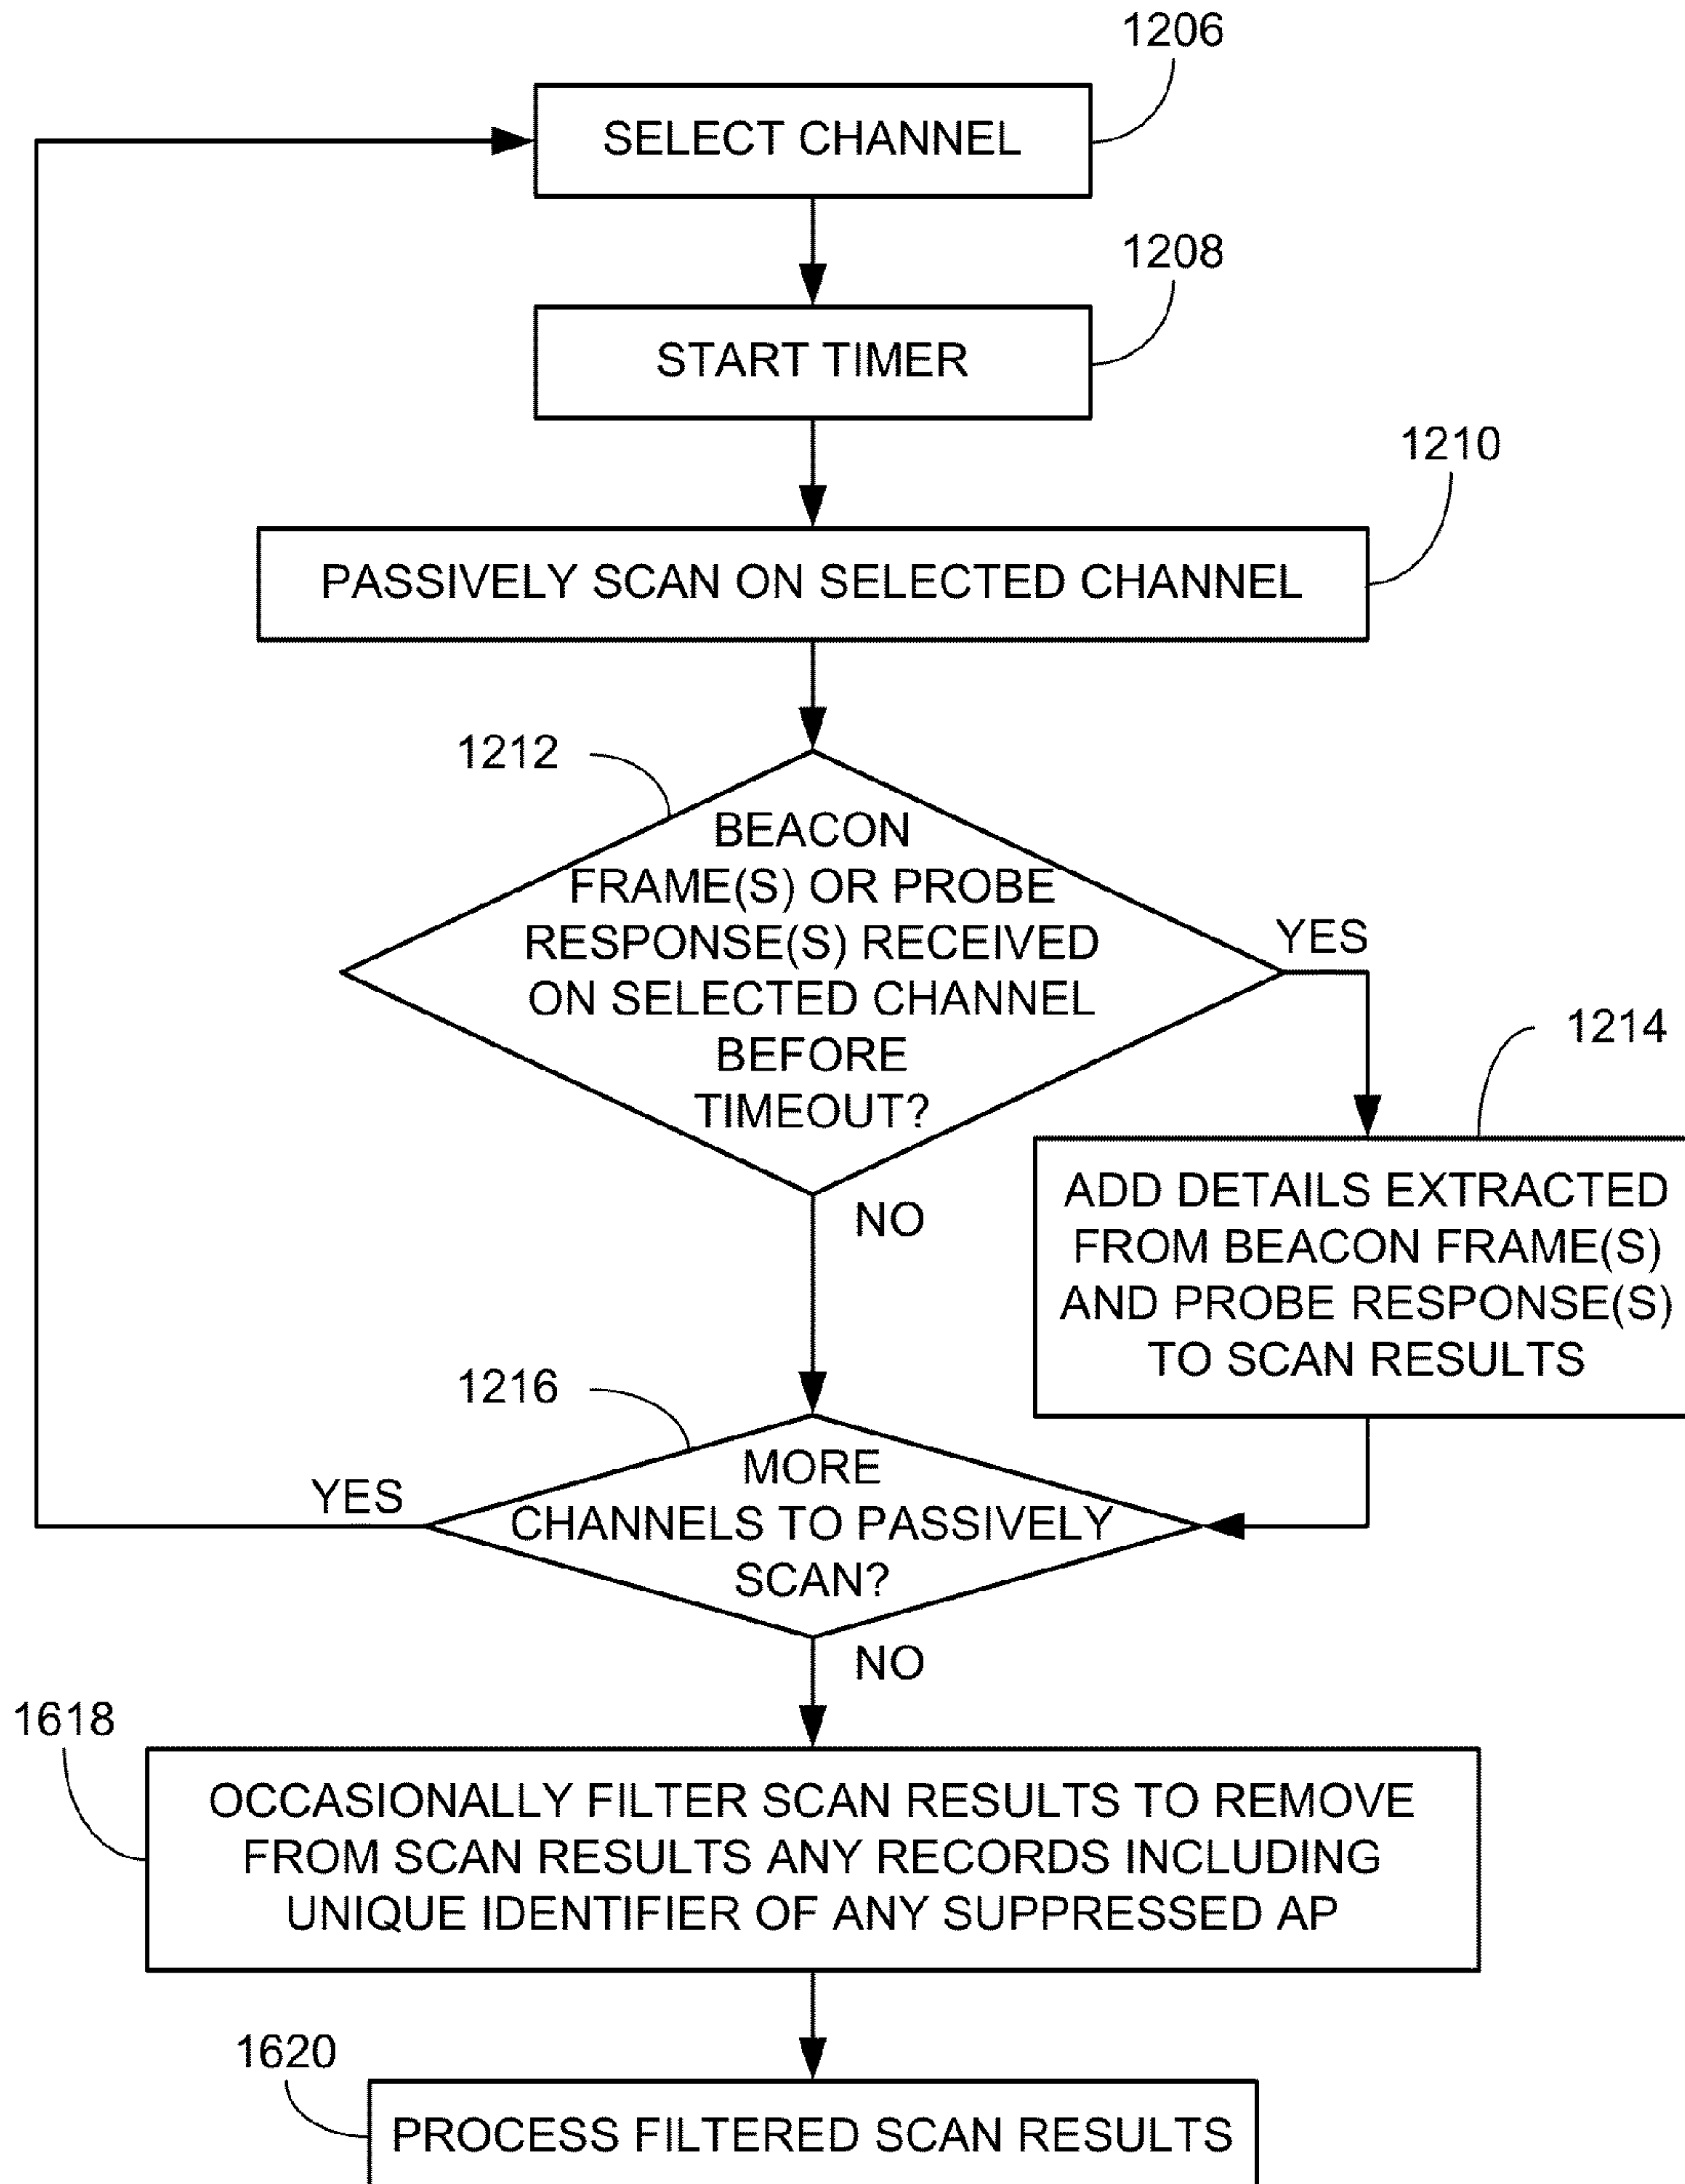 1206
SELECT CHANNEL
1208
START TIMER
1210
PASSIVELY SCAN ON SELECTED CHANNEL
1212
BEACON
FRAME(S) OR PROBE
RESPONSE(S) RECEIVED
ON SELECTED CHANNEL
BEFORE
TIMEOUT?
YES
NO
1214
ADD DETAILS EXTRACTED
FROM BEACON FRAME(S)
AND PROBE RESPONSE(S)
TO SCAN RESULTS
1216
MORE
CHANNELS TO PASSIVELY
SCAN?
YES
NO
1618
OCCASIONALLY FILTER SCAN RESULTS TO REMOVE
FROM SCAN RESULTS ANY RECORDS INCLUDING
UNIQUE IDENTIFIER OF ANY SUPPRESSED AP
1620
PROCESS FILTERED SCAN RESULTS